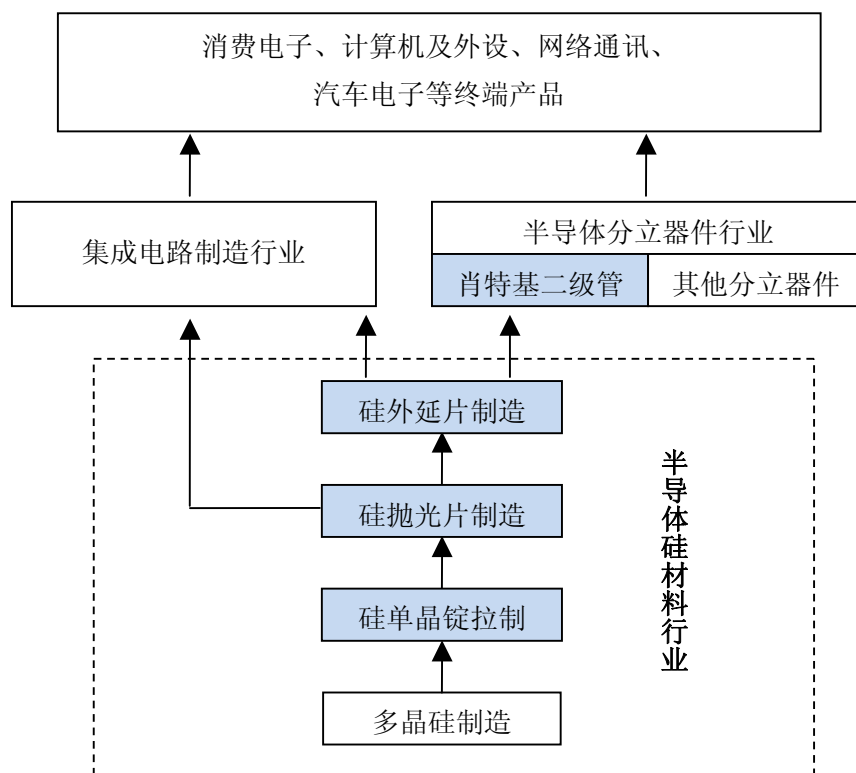 消费电子、计算机及外设、网络通讯、
汽车电子等终端产品
集成电路制造行业
半导体分立器件行业
肖特基二级管
其他分立器件
硅外延片制造
硅抛光片制造
硅单晶锭拉制
多晶硅制造
半导体硅材料行业